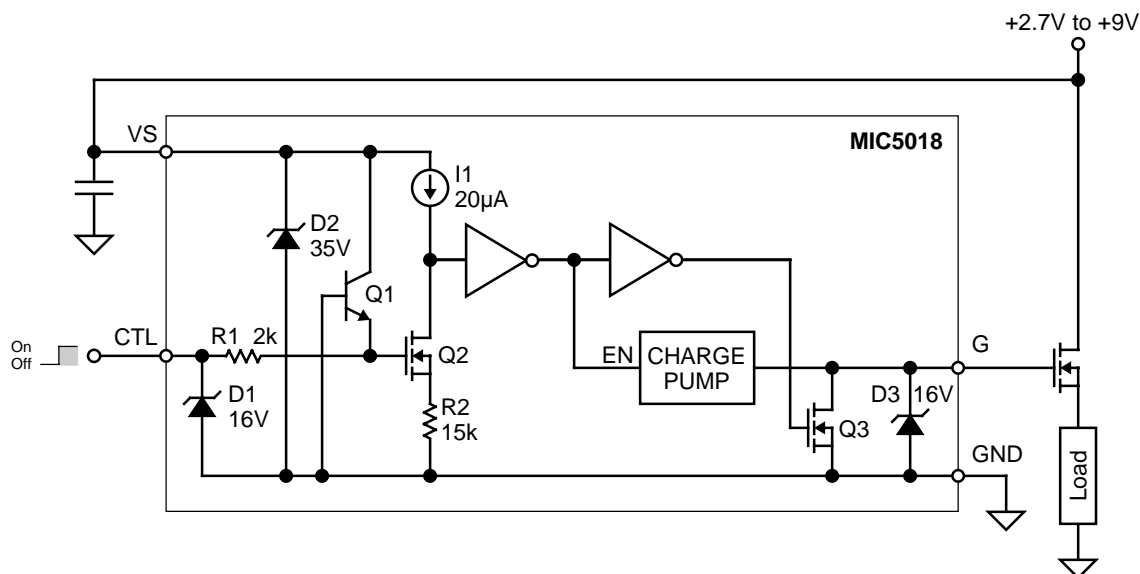 +2.7V to +9V
MIC5018
VS
I1
20µA
D2
35V
Q1
On
Off
CTL
R1 2k
Q2
EN
CHARGE
PUMP
G
D1
16V
R2
15k
D3 16V
Q3
GND
Load